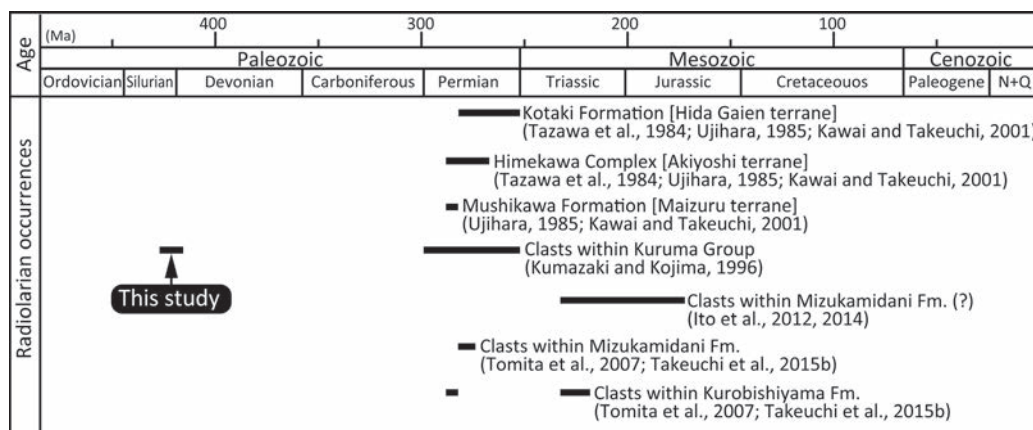 Age
(Ma) 400 300 200 100
Paleozoic Mesozoic Cenozoic
Ordovician Silurian Devonian Carboniferous Permian Triassic Jurassic Cretaceouos Paleogene N+Q
Radiolarian occurrences
Kotaki Formation [Hida Gaien terrane]
(Tazawa et al., 1984; Ujihara, 1985; Kawai and Takeuchi, 2001)
Himekawa Complex [Akiyoshi terrane]
(Tazawa et al., 1984; Ujihara, 1985; Kawai and Takeuchi, 2001)
Mushikawa Formation [Maizuru terrane]
(Ujihara, 1985; Kawai and Takeuchi, 2001)
Clasts within Kuruma Group
(Kumazaki and Kojima, 1996)
This study
Clasts within Mizukamidani Fm. (?)
(Ito et al., 2012, 2014)
Clasts within Mizukamidani Fm.
(Tomita et al., 2007; Takeuchi et al., 2015b)
Clasts within Kurobishiyama Fm.
(Tomita et al., 2007; Takeuchi et al., 2015b)